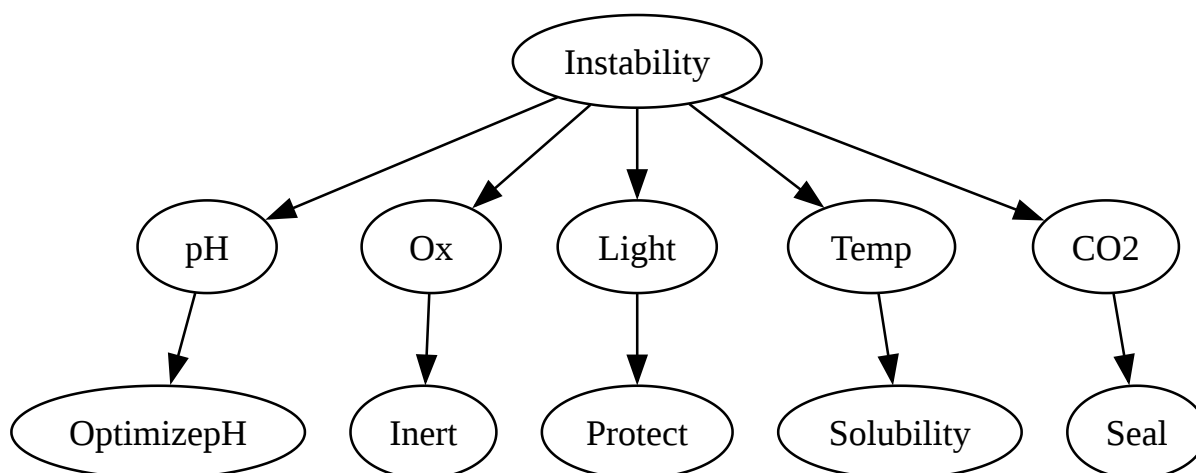 Instability
pH
Ox
Light
Temp
CO2
OptimizepH
Inert
Protect
Solubility
Seal